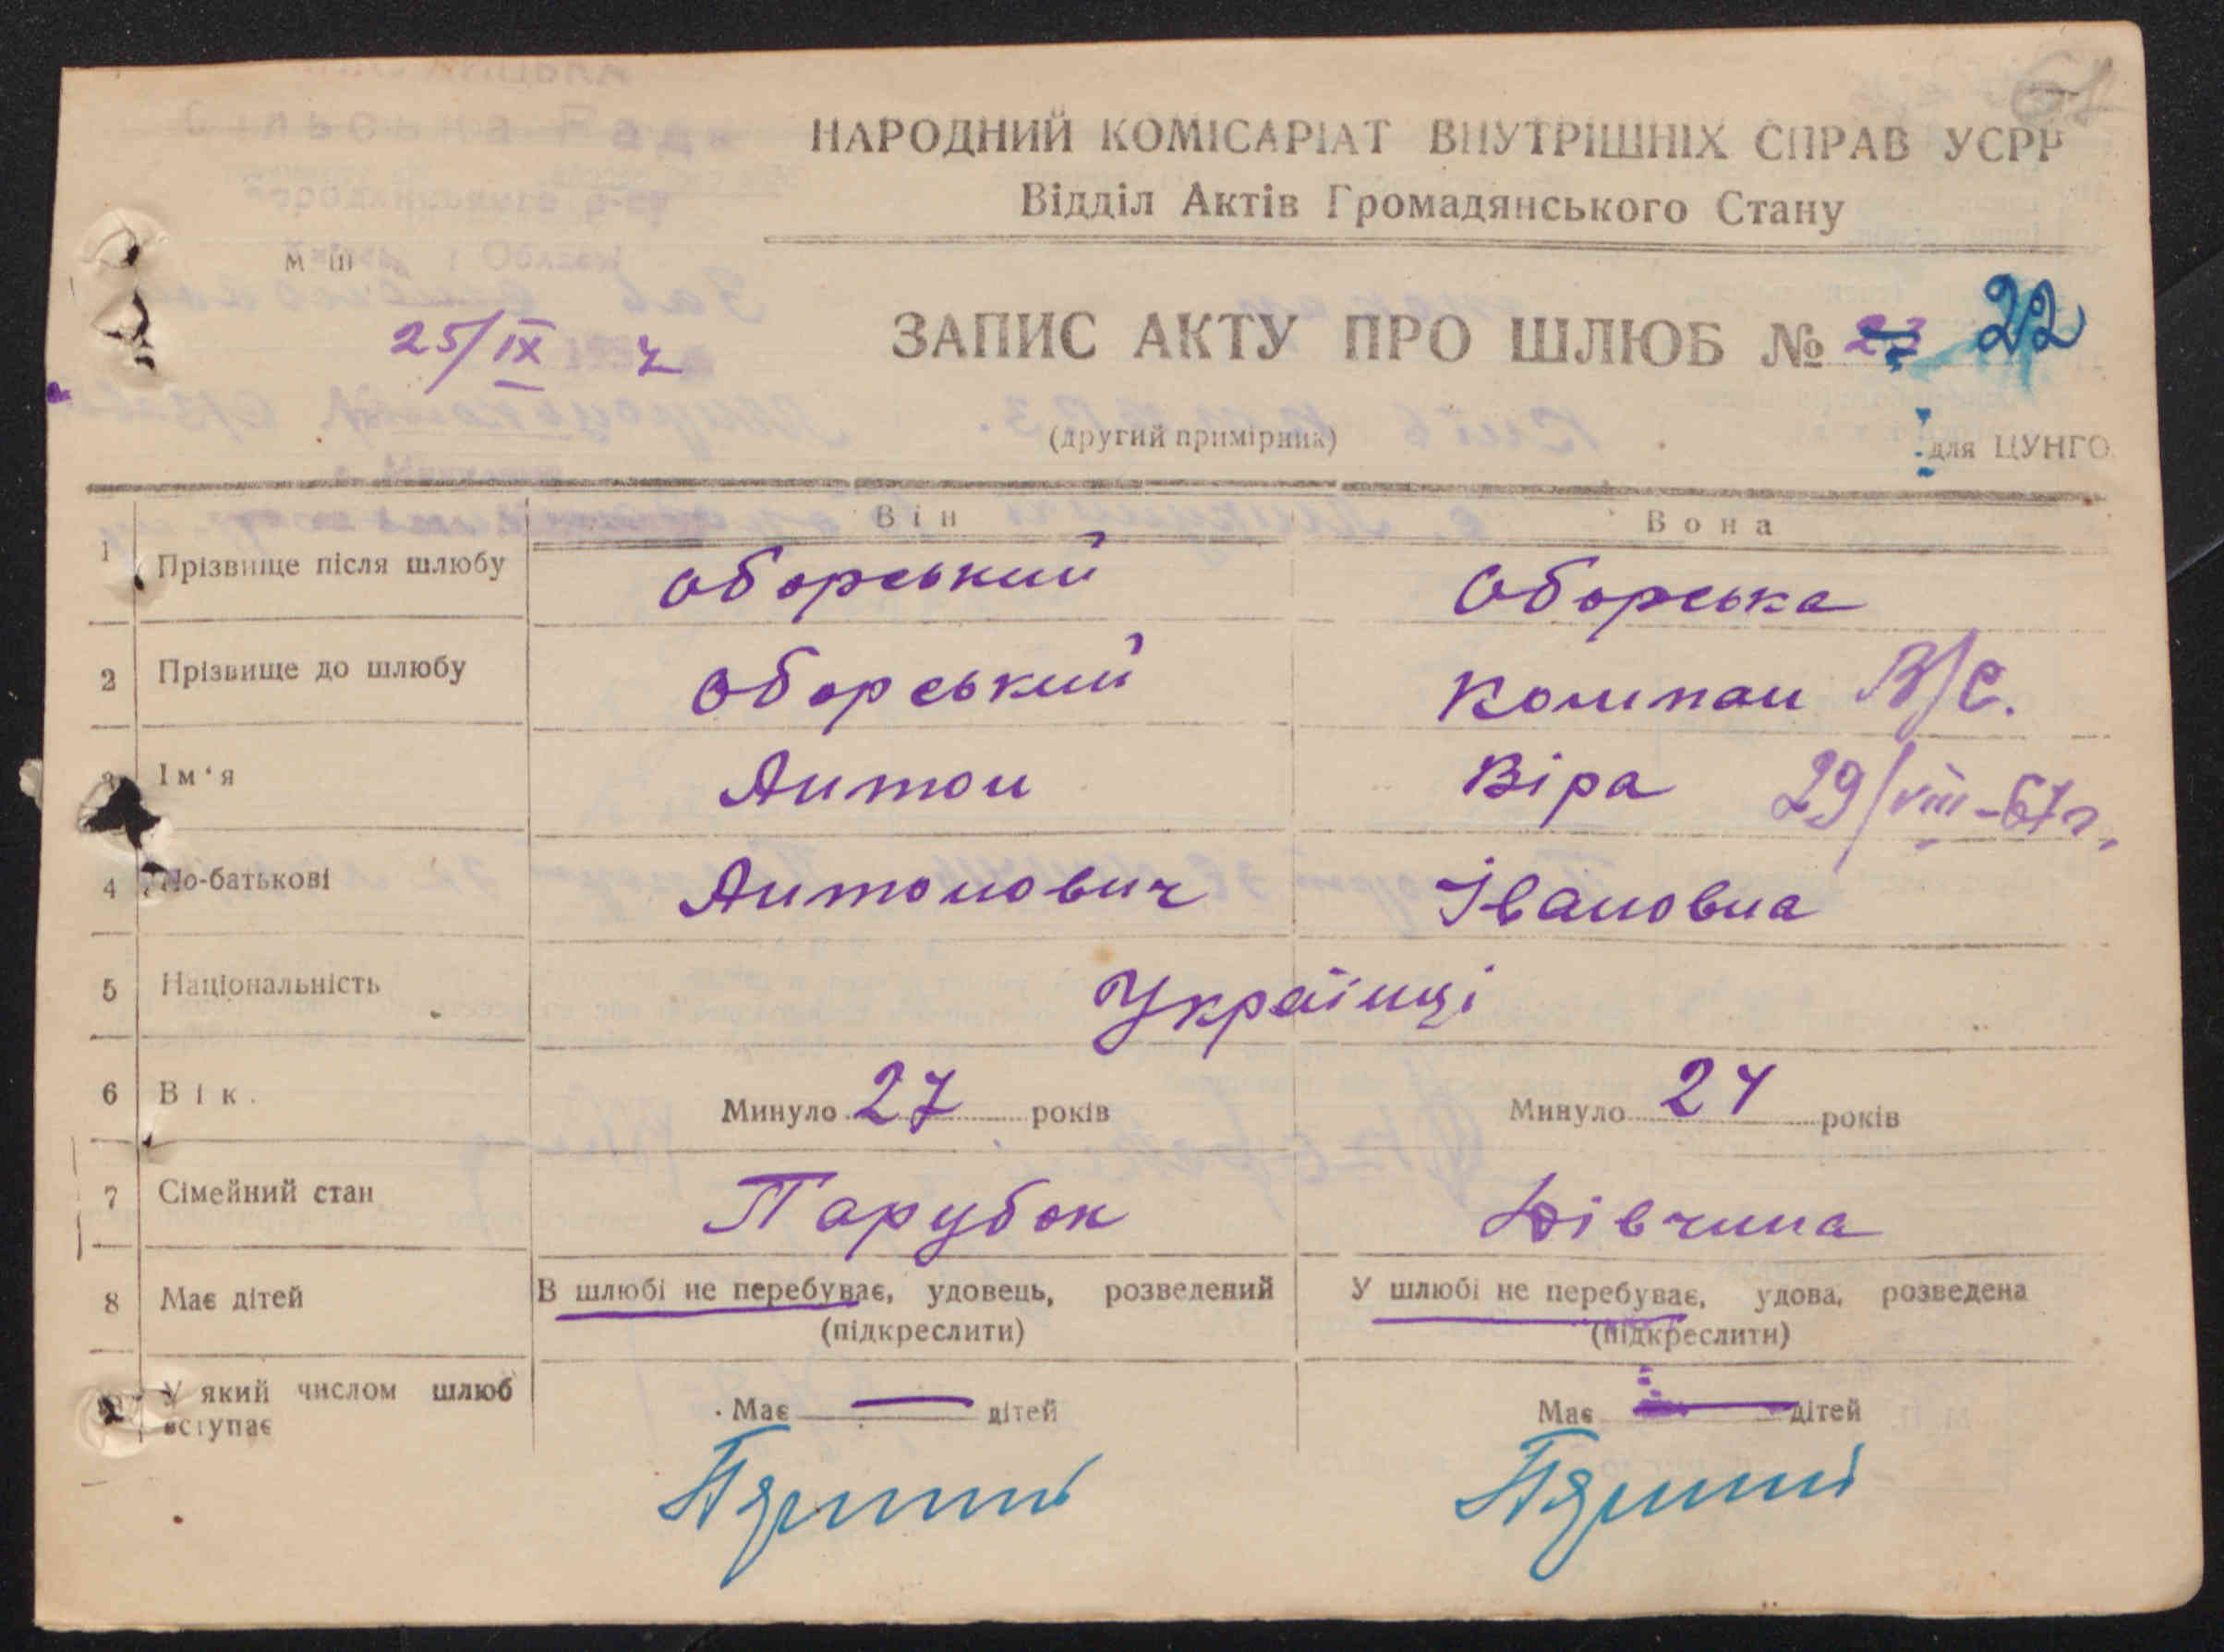 61
НАРОДНИЙ КОМІСАРІАТ ВНУТРІШНІХ СПРАВ УСРР
Відділ Актів Громадянського Стану
25/IX
ЗАПИС АКТУ ПРО ШЛЮБ № 22
(другий примірник)
для ЦУНГО
Він Вона
1 Прізвище після шлюбу Оборський Оборська
2 Прізвище до шлюбу Оборський В/С.
3 Ім'я Антон Віра 29/VIII-67г.
4 По-батькові Антонович Івановна
5 Національність Українці
6 Вік. Минуло 27 років Минуло 24 років
7 Сімейний стан Парубок Дівчина
8 Має дітей В шлюбі не перебуває, удовець, розведений У шлюбі не перебуває, удова, розведена
(підкреслити) (підкреслити)
У який числом шлюб вступає Має — дітей Має — дітей